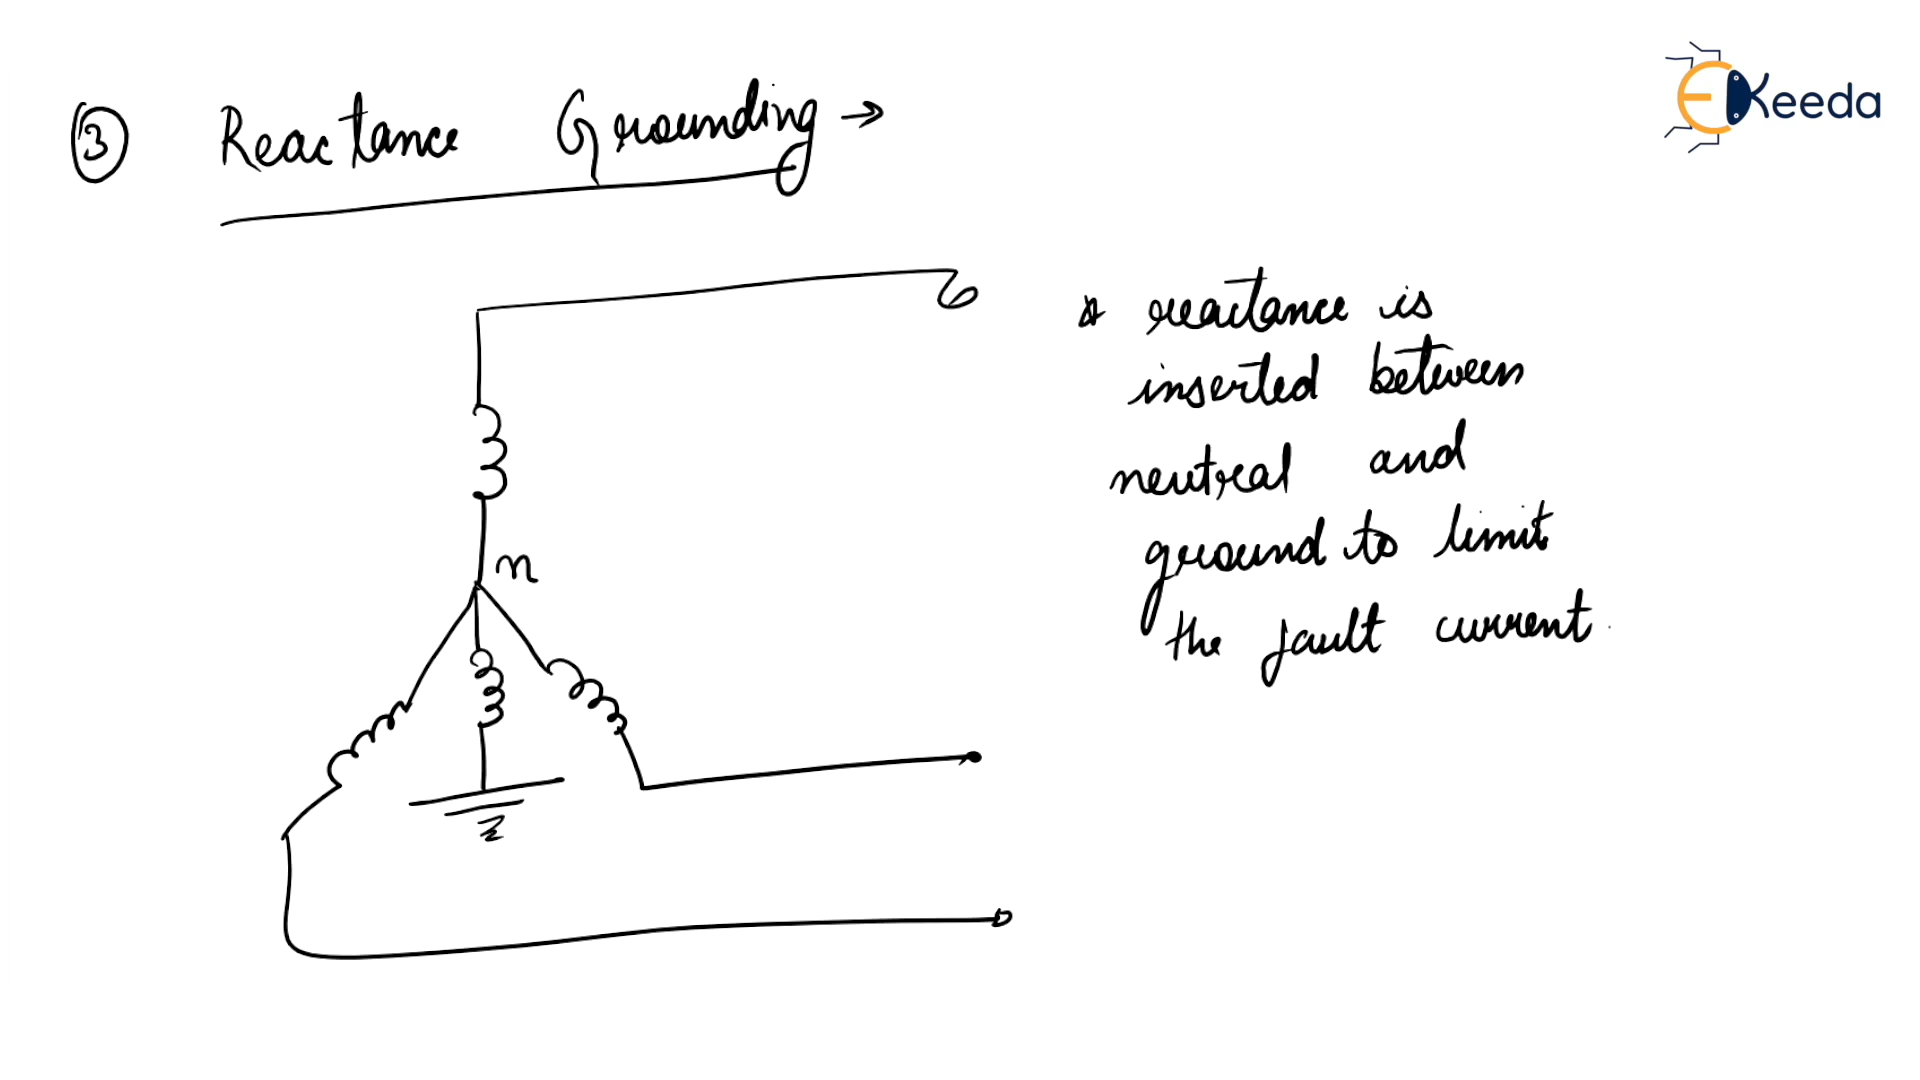 3 Reactance Grounding →
EKeeda
* reactance is
inserted between
neutral and
ground to limit
the fault current
n